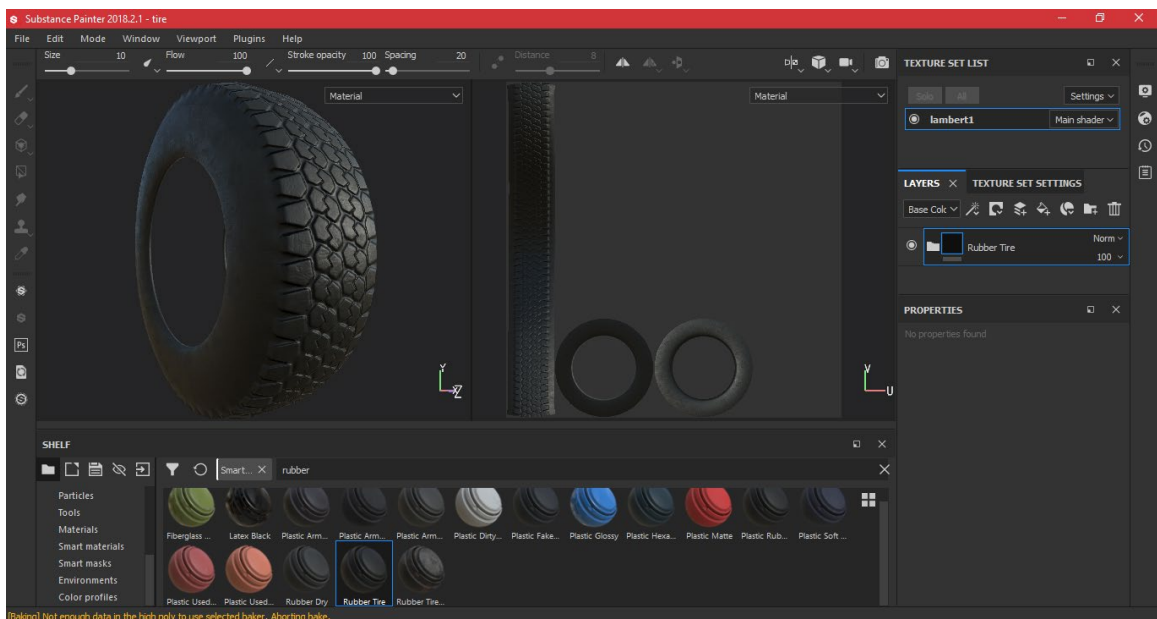 Substance Painter 2018.2.1 - tire
File Edit Mode Window Viewport Plugins Help
Size 10 Flow 100 Stroke opacity 100 Spacing 20 Distance 8
Material
Material
Y
Z
V
U
TEXTURE SET LIST
Solo All Settings
lambert1 Main shader
LAYERS TEXTURE SET SETTINGS
Base Colc
Rubber Tire Norm
100
PROPERTIES
No properties found
Ps
SHELF
Smart... rubber
Particles
Tools
Materials
Smart materials
Smart masks
Environments
Color profiles
Fiberglass ... Latex Black Plastic Arm... Plastic Arm... Plastic Arm... Plastic Dirty... Plastic Fake... Plastic Glossy Plastic Hexa... Plastic Matte Plastic Rub... Plastic Soft ...
Plastic Used... Plastic Used... Rubber Dry Rubber Tire Rubber Tire...
[Baking] Not enough data in the high poly to use selected baker. Aborting bake.